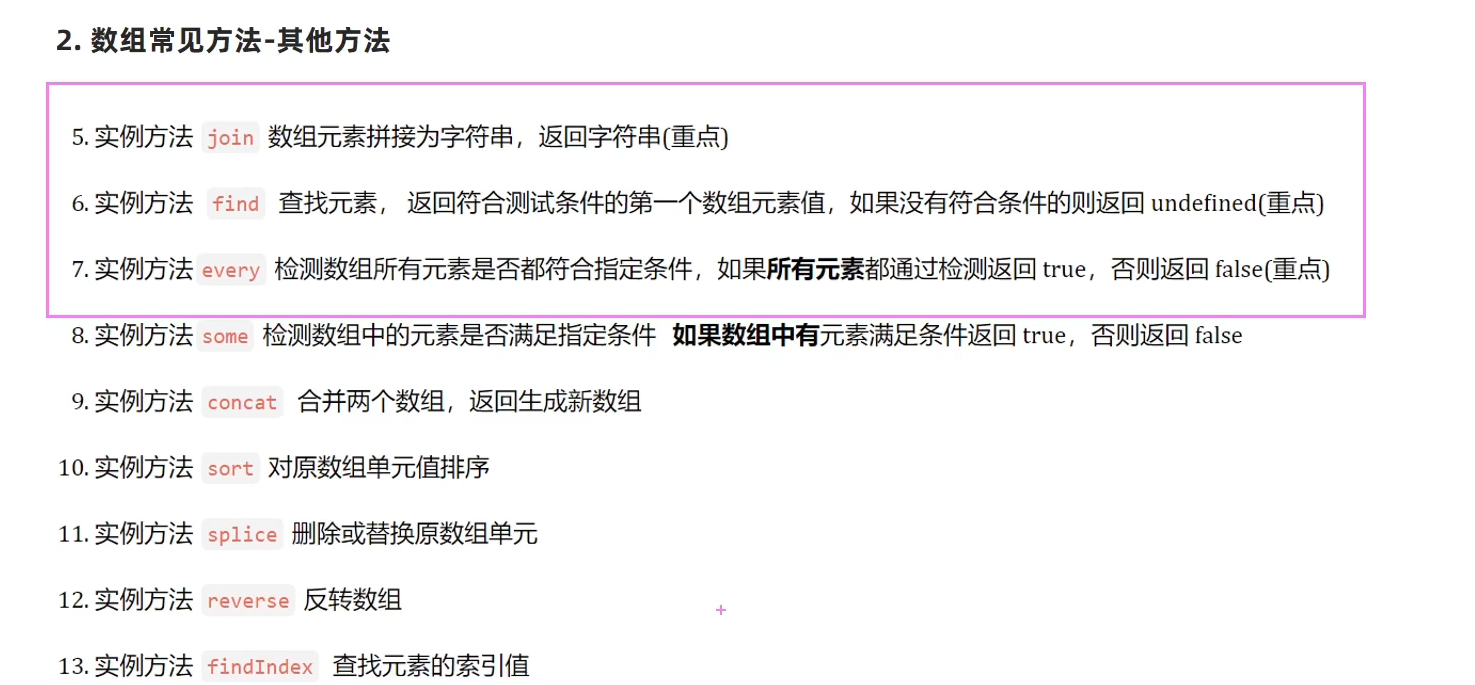 2. 数组常见方法-其他方法
5. 实例方法 join 数组元素拼接为字符串，返回字符串(重点)
6. 实例方法 find 查找元素， 返回符合测试条件的第一个数组元素值，如果没有符合条件的则返回 undefined(重点)
7. 实例方法 every 检测数组所有元素是否都符合指定条件，如果所有元素都通过检测返回 true，否则返回 false(重点)
8. 实例方法 some 检测数组中的元素是否满足指定条件 如果数组中有元素满足条件返回 true，否则返回 false
9. 实例方法 concat 合并两个数组，返回生成新数组
10. 实例方法 sort 对原数组单元值排序
11. 实例方法 splice 删除或替换原数组单元
12. 实例方法 reverse 反转数组
13. 实例方法 findIndex 查找元素的索引值